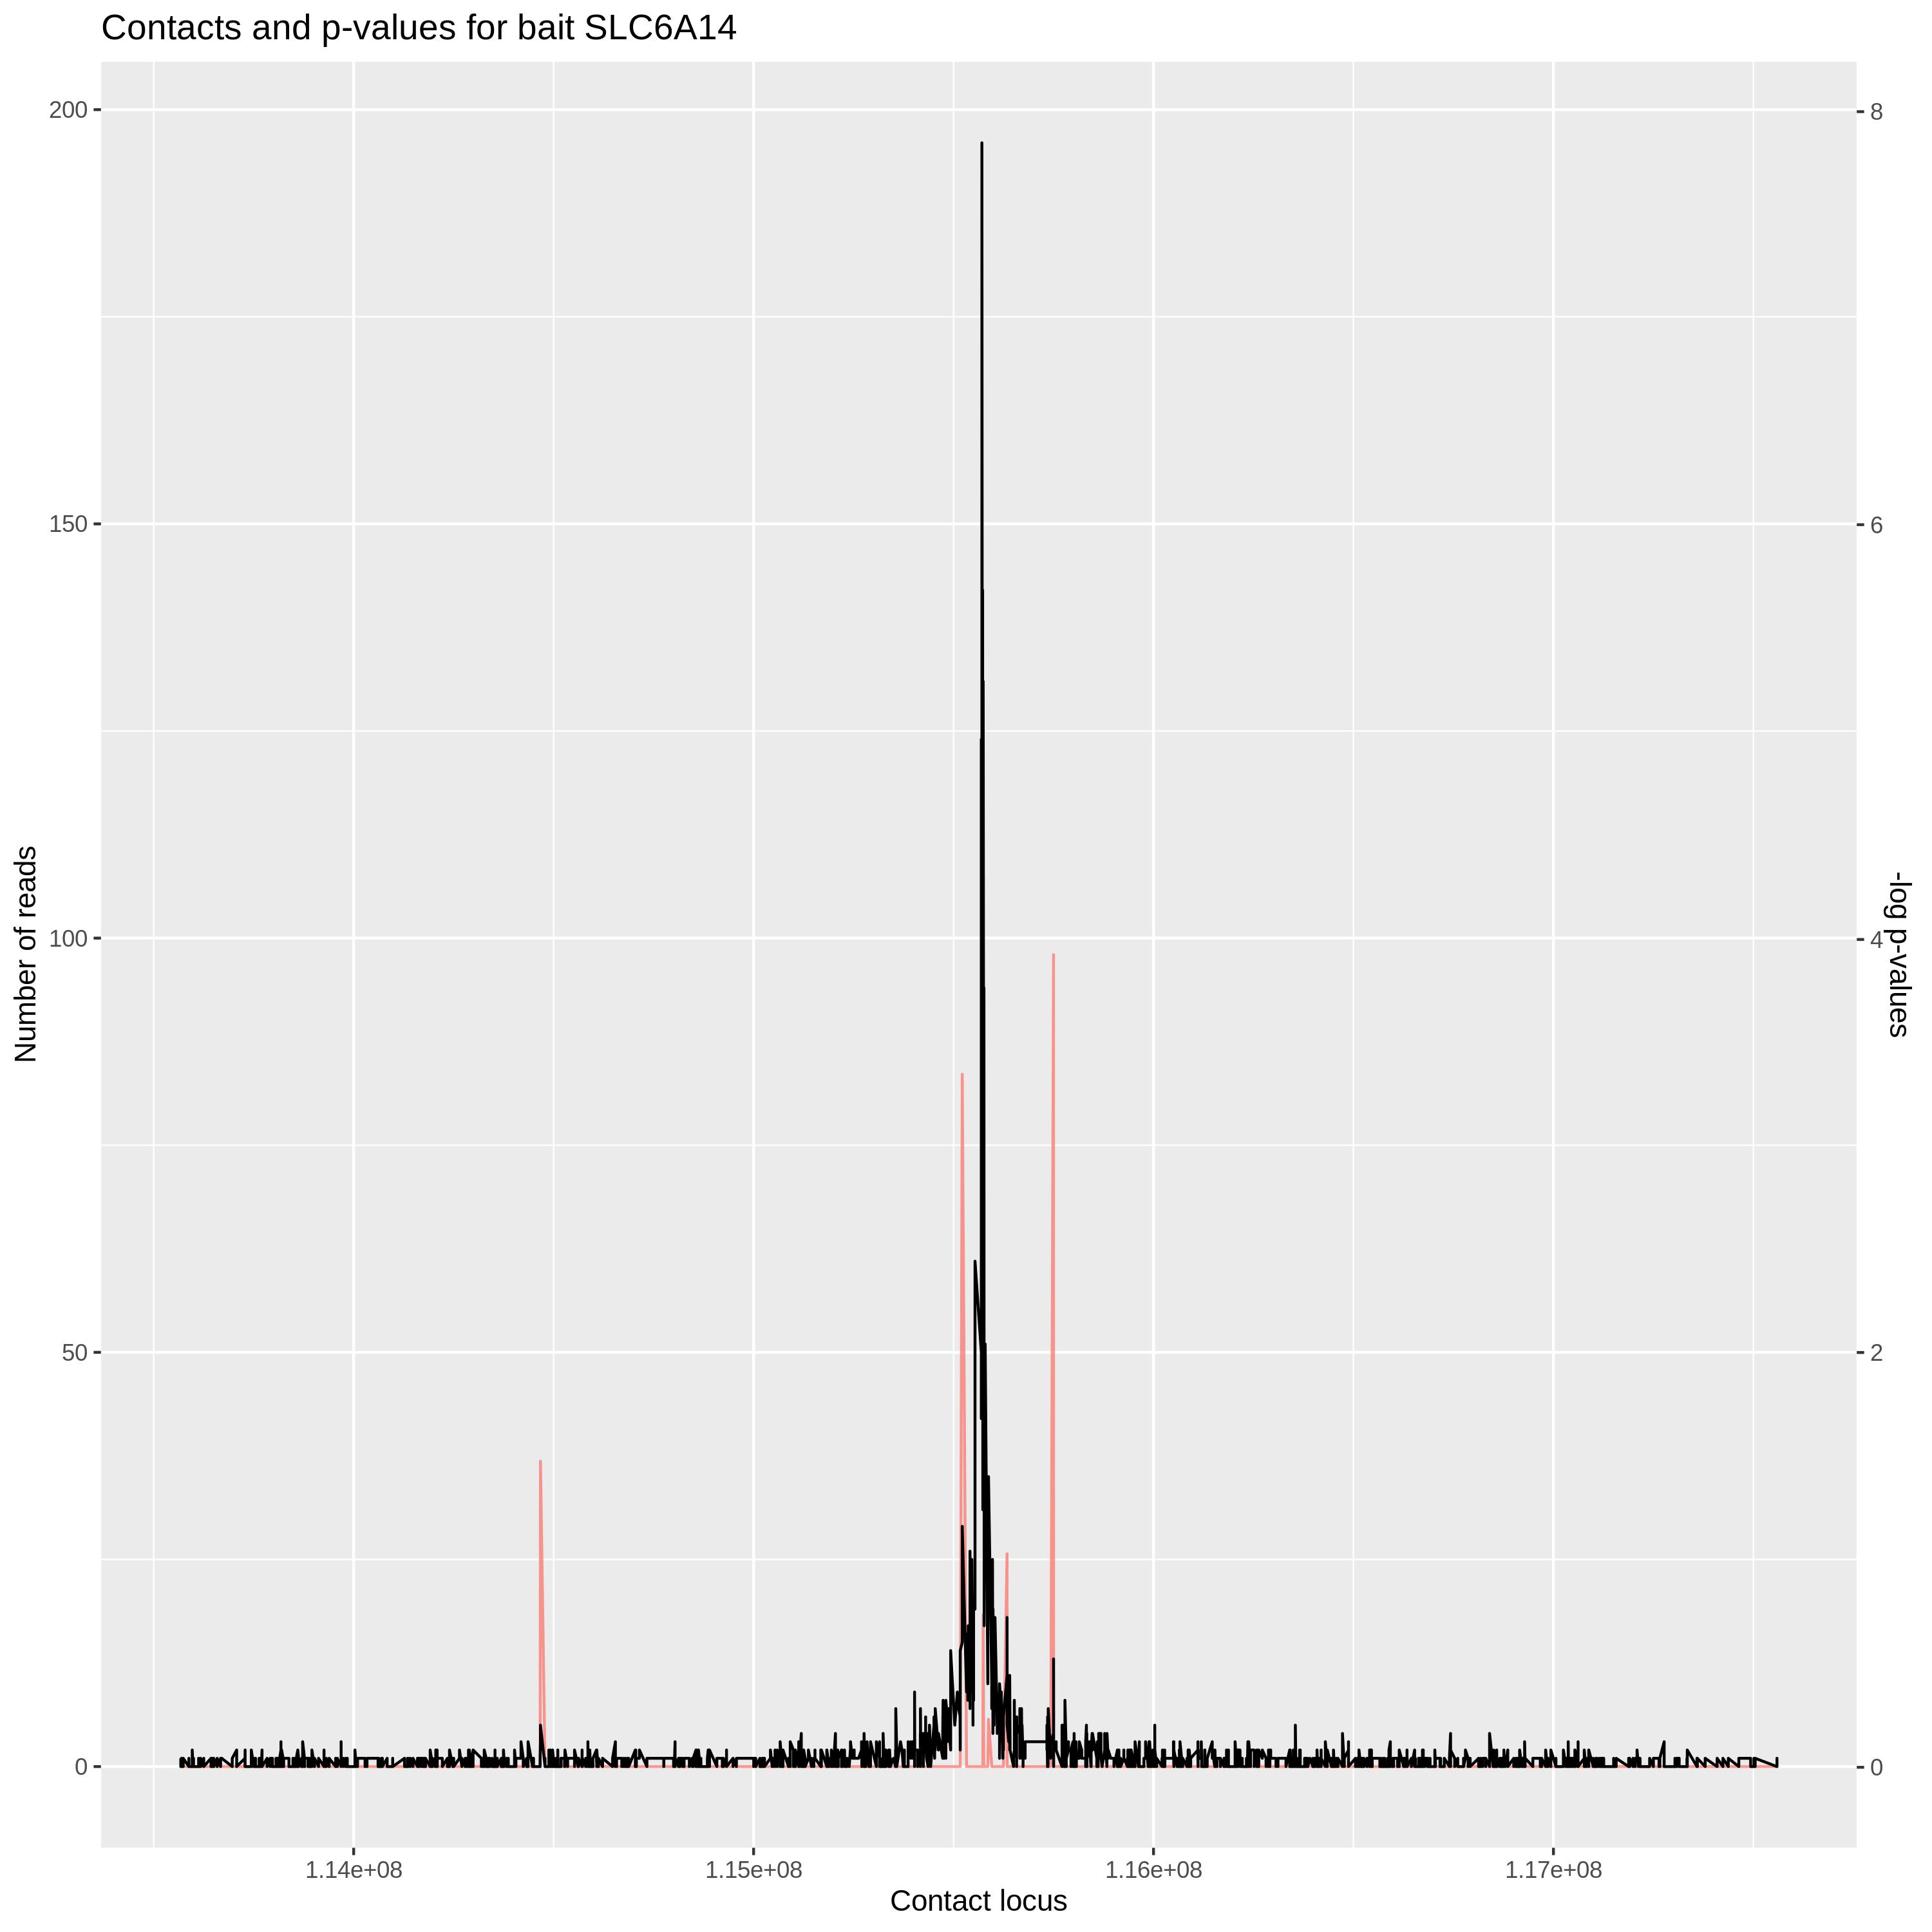 Contacts and p-values for bait SLC6A14
200
150
100
50
0
Number of reads
8
6
4
2
0
-log p-values
1.14e+08 1.15e+08 1.16e+08 1.17e+08
Contact locus